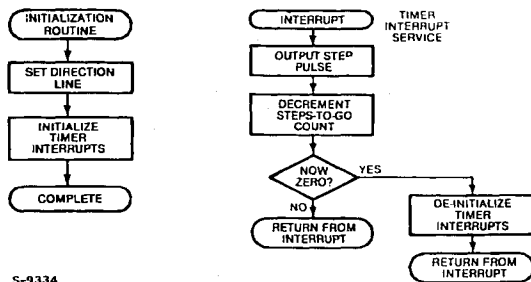 INITIALIZATION
ROUTINE
SET DIRECTION
LINE
INITIALIZE
TIMER
INTERRUPTS
COMPLETE
INTERRUPT
TIMER
INTERRUPT
SERVICE
OUTPUT STEP
PULSE
DECREMENT
STEPS-TO-GO
COUNT
NOW
ZERO?
YES
NO
RETURN FROM
INTERRUPT
DE-INITIALIZE
TIMER
INTERRUPTS
RETURN FROM
INTERRUPT
S-9334